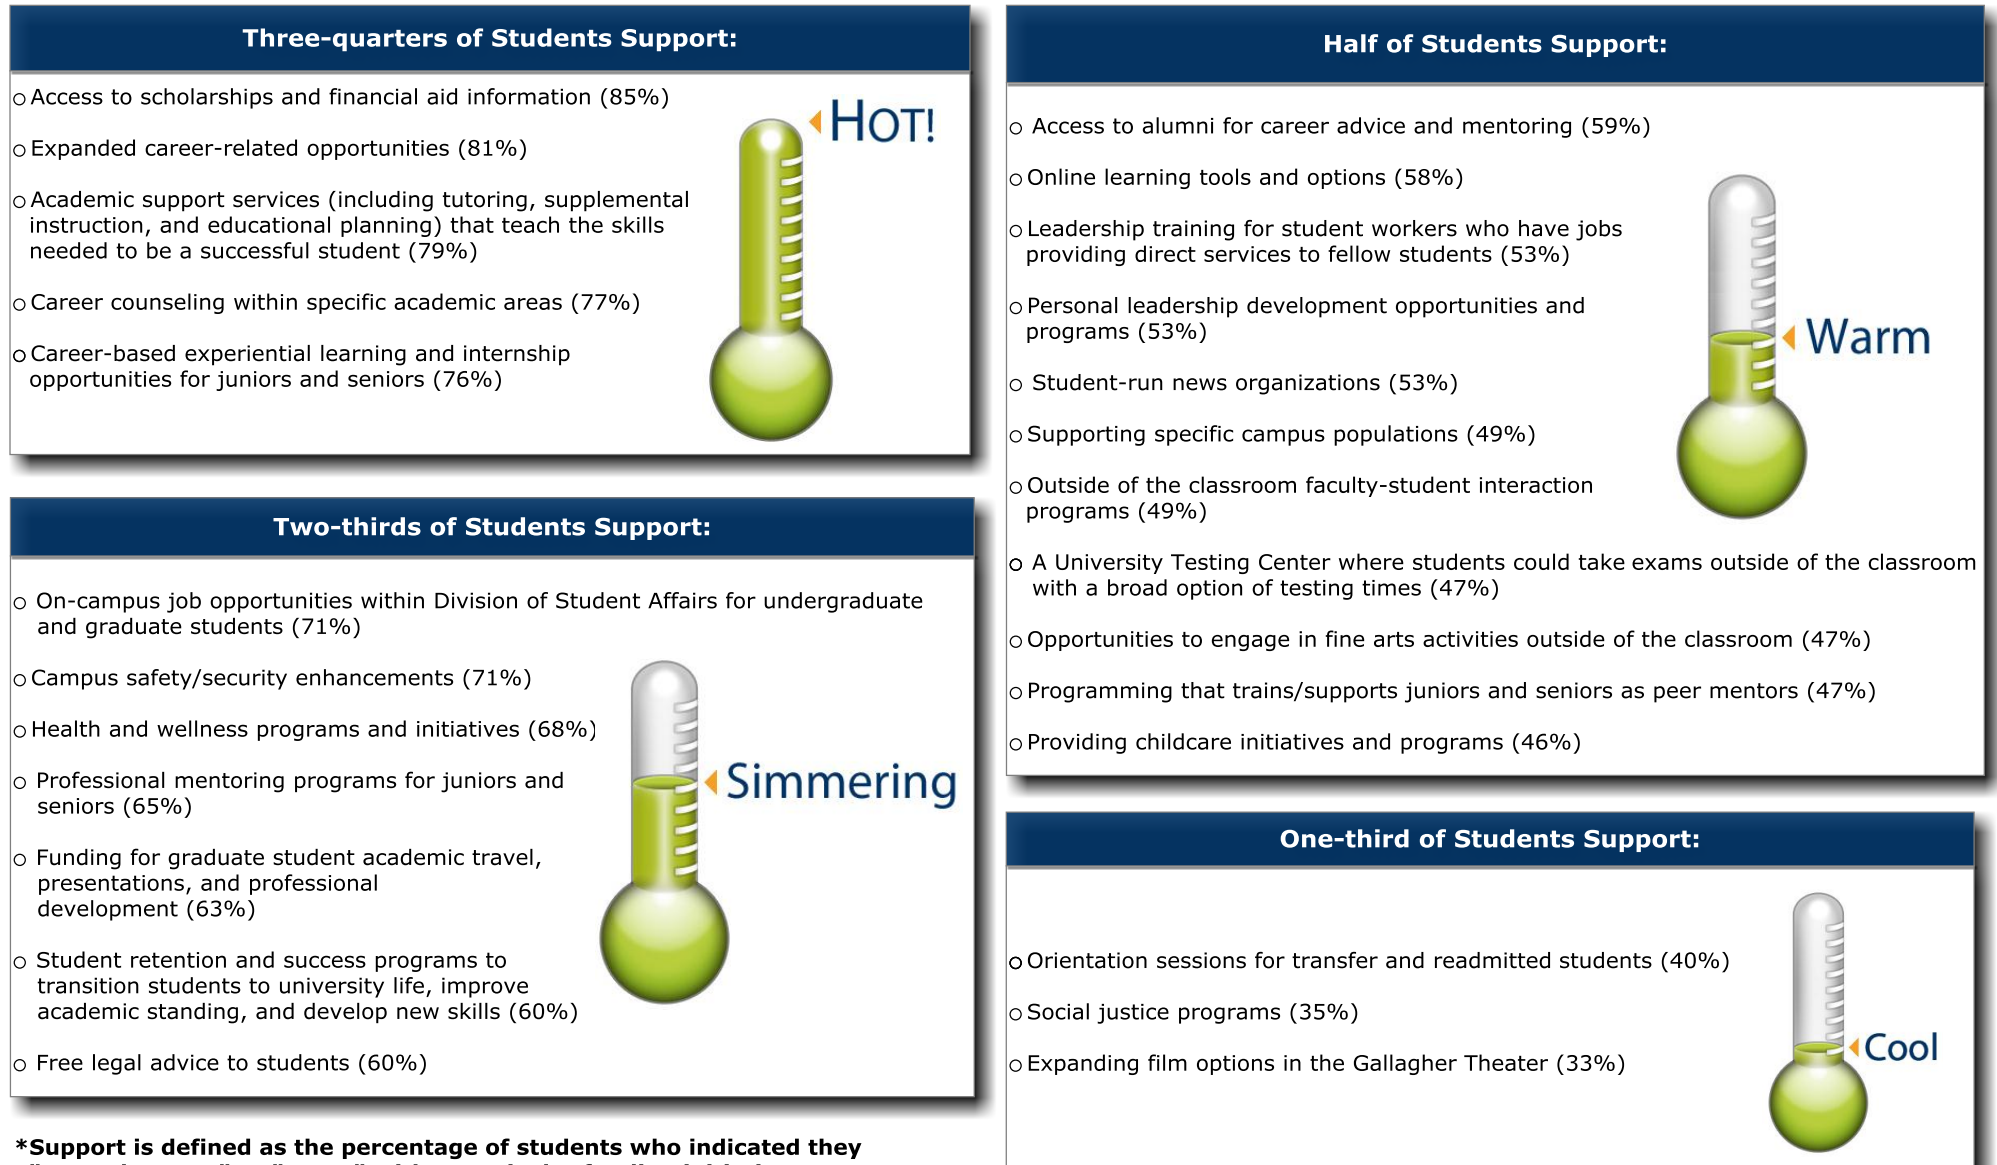 Three-quarters of Students Support:
○ Access to scholarships and financial aid information (85%)
○ Expanded career-related opportunities (81%)
○ Academic support services (including tutoring, supplemental
instruction, and educational planning) that teach the skills
needed to be a successful student (79%)
○ Career counseling within specific academic areas (77%)
○ Career-based experiential learning and internship
opportunities for juniors and seniors (76%)
HOT!
Two-thirds of Students Support:
○ On-campus job opportunities within Division of Student Affairs for undergraduate
and graduate students (71%)
○ Campus safety/security enhancements (71%)
○ Health and wellness programs and initiatives (68%)
○ Professional mentoring programs for juniors and
seniors (65%)
○ Funding for graduate student academic travel,
presentations, and professional
development (63%)
○ Student retention and success programs to
transition students to university life, improve
academic standing, and develop new skills (60%)
○ Free legal advice to students (60%)
Simmering
*Support is defined as the percentage of students who indicated they
Half of Students Support:
○ Access to alumni for career advice and mentoring (59%)
○ Online learning tools and options (58%)
○ Leadership training for student workers who have jobs
providing direct services to fellow students (53%)
○ Personal leadership development opportunities and
programs (53%)
○ Student-run news organizations (53%)
○ Supporting specific campus populations (49%)
○ Outside of the classroom faculty-student interaction
programs (49%)
○ A University Testing Center where students could take exams outside of the classroom
with a broad option of testing times (47%)
○ Opportunities to engage in fine arts activities outside of the classroom (47%)
○ Programming that trains/supports juniors and seniors as peer mentors (47%)
○ Providing childcare initiatives and programs (46%)
Warm
One-third of Students Support:
○ Orientation sessions for transfer and readmitted students (40%)
○ Social justice programs (35%)
○ Expanding film options in the Gallagher Theater (33%)
Cool